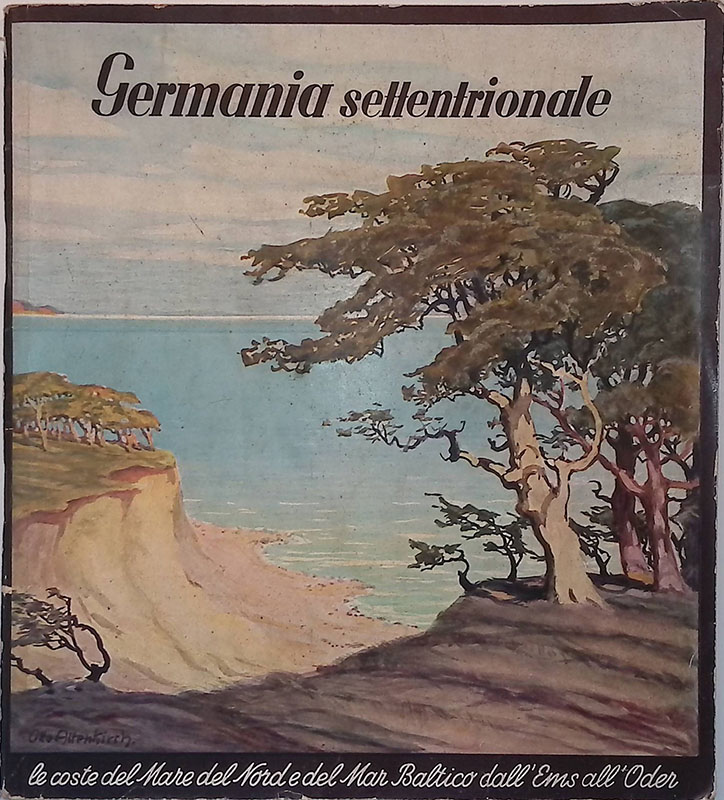 Germania settentrionale
Otto Altenkirch.
le coste del Mare del Nord e del Mar Baltico dall'Ems all'Oder